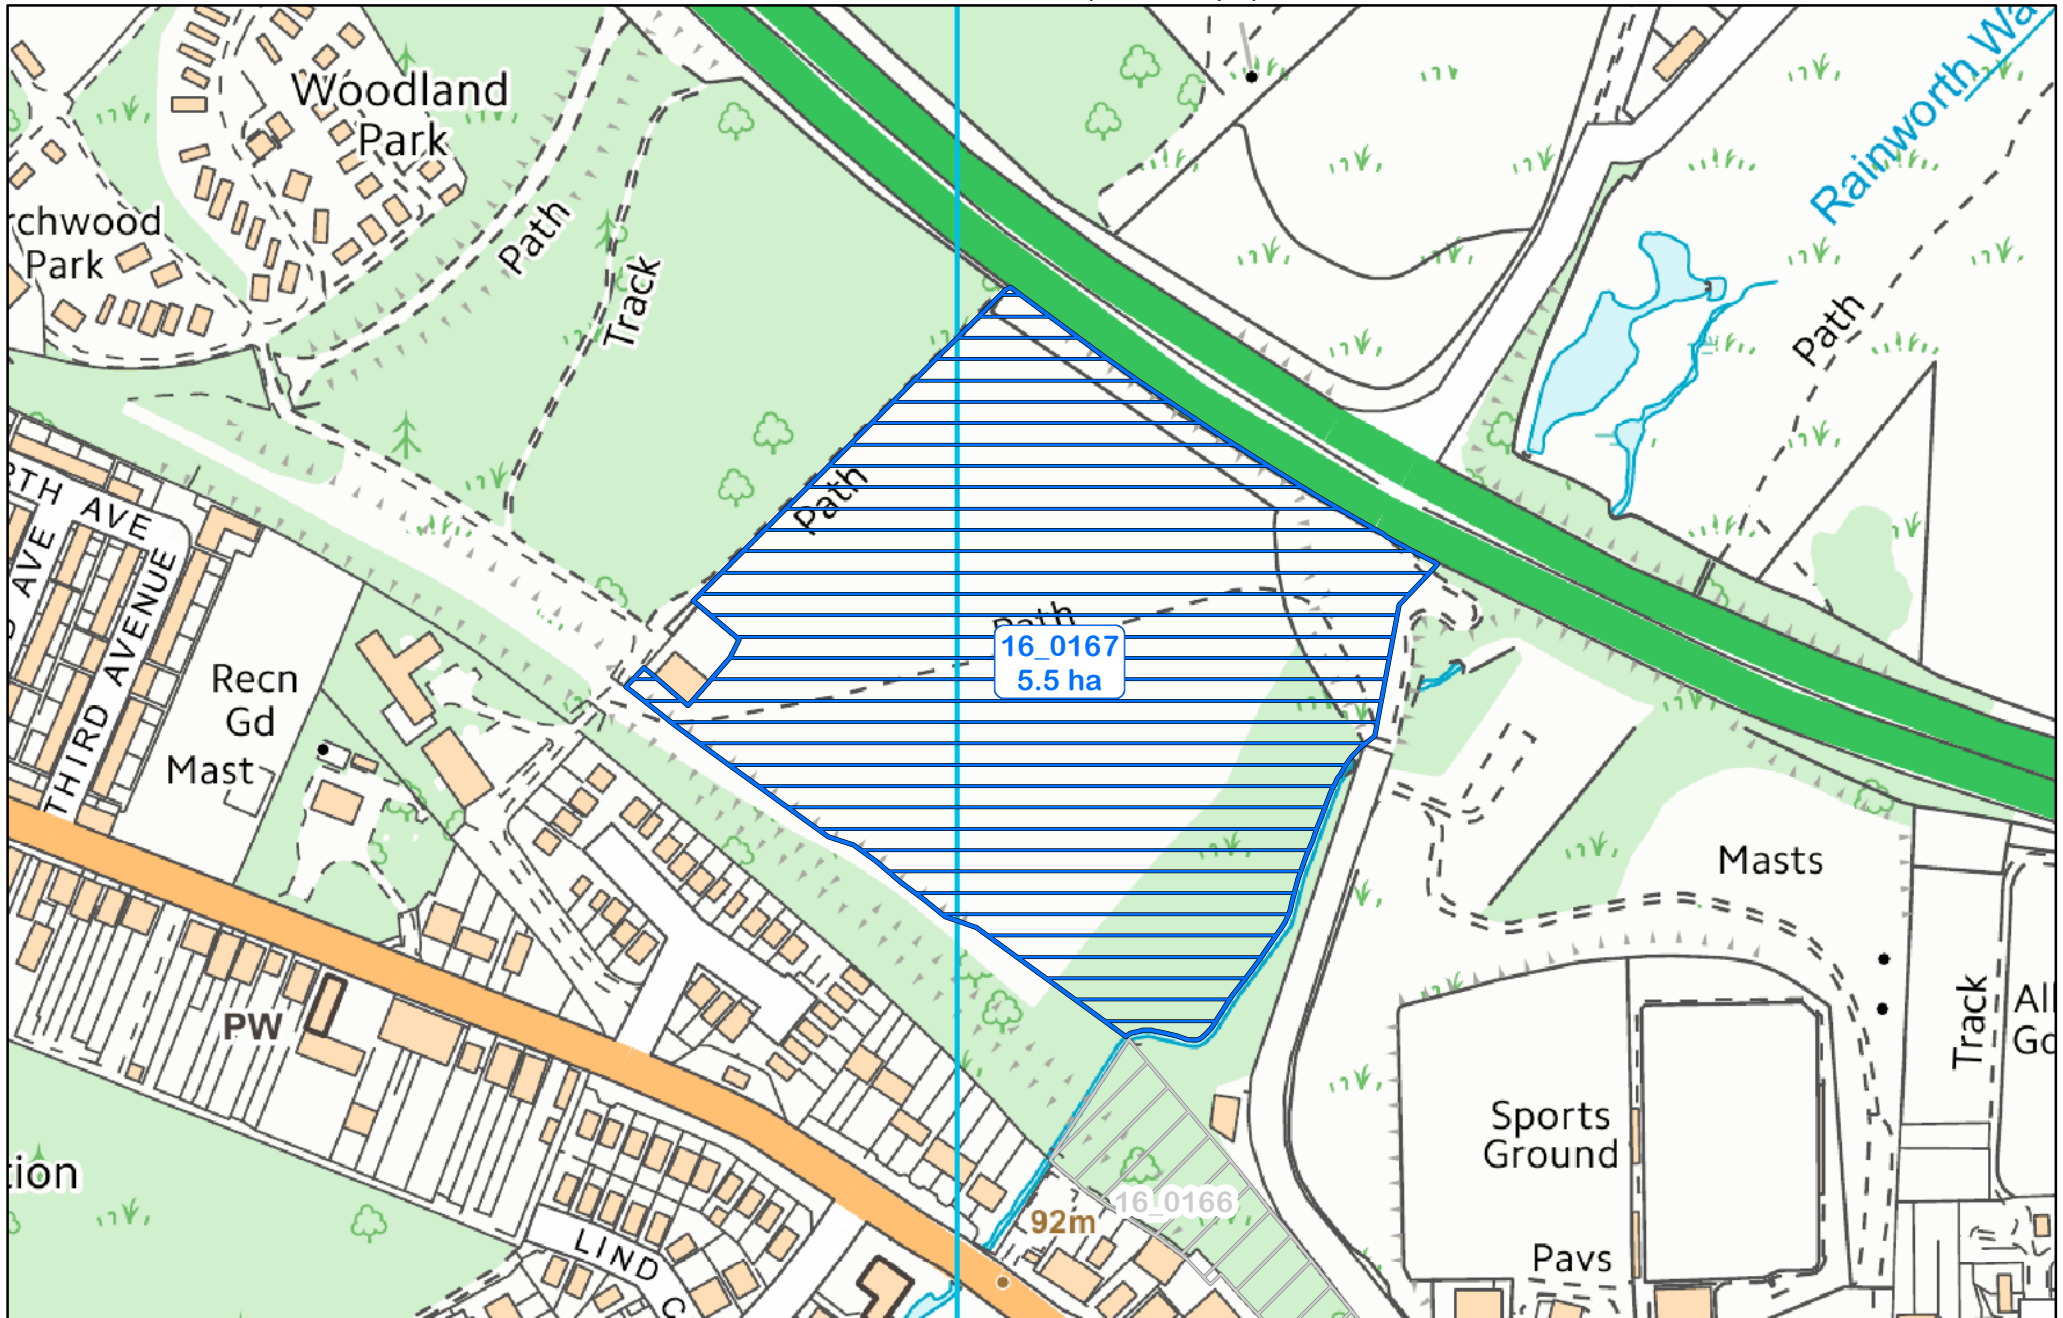 Woodland
Park
Rainworth Wa
rchwood
Park
Path
Track
Path
Path
RTH AVE
AVE
THIRD AVENUE
Path
16_0167
5.5 ha
Recn
Gd
Mast
Masts
Track
All
Go
PW
Sports
Ground
tion
16_0166
92m
Pavs
LIND
C